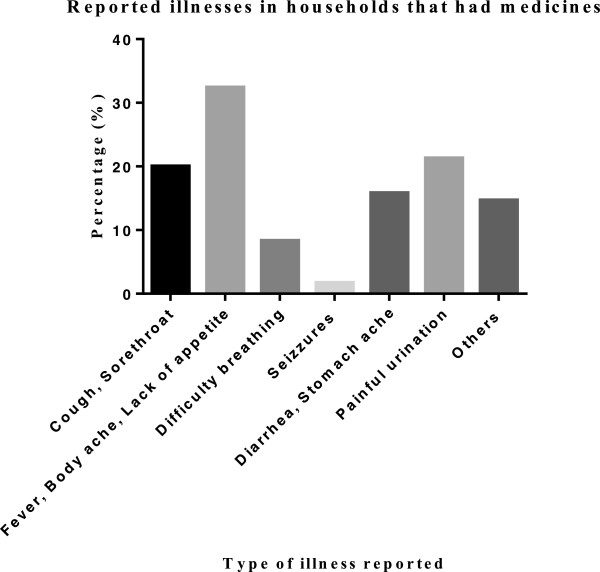 Reported illnesses in households that had medicines
40
30
20
10
0
Percentage (%)
Cough, Sorethroat
Fever, Body ache, Lack of appetite
Difficulty breathing
Seizzures
Diarrhea, Stomach ache
Painful urination
Others
Type of illness reported